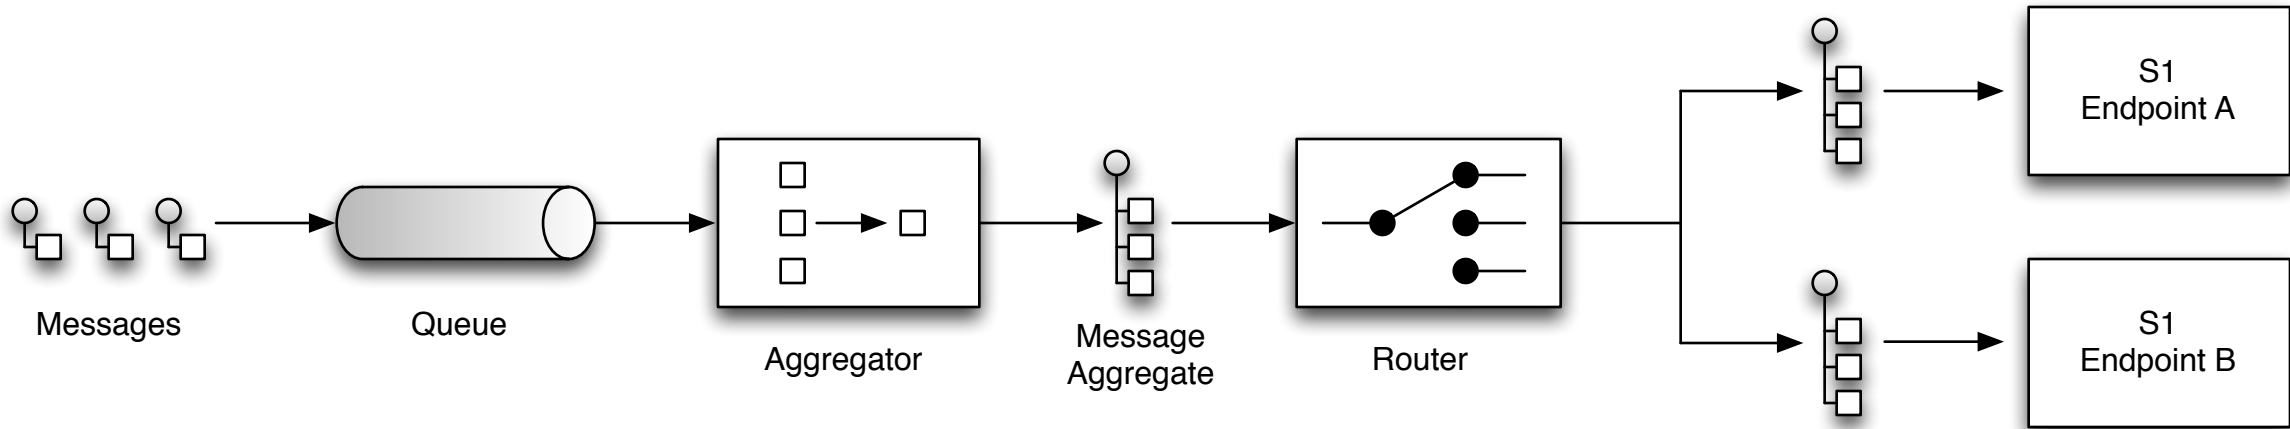 Messages
Queue
Aggregator
Message
Aggregate
Router
S1
Endpoint A
S1
Endpoint B